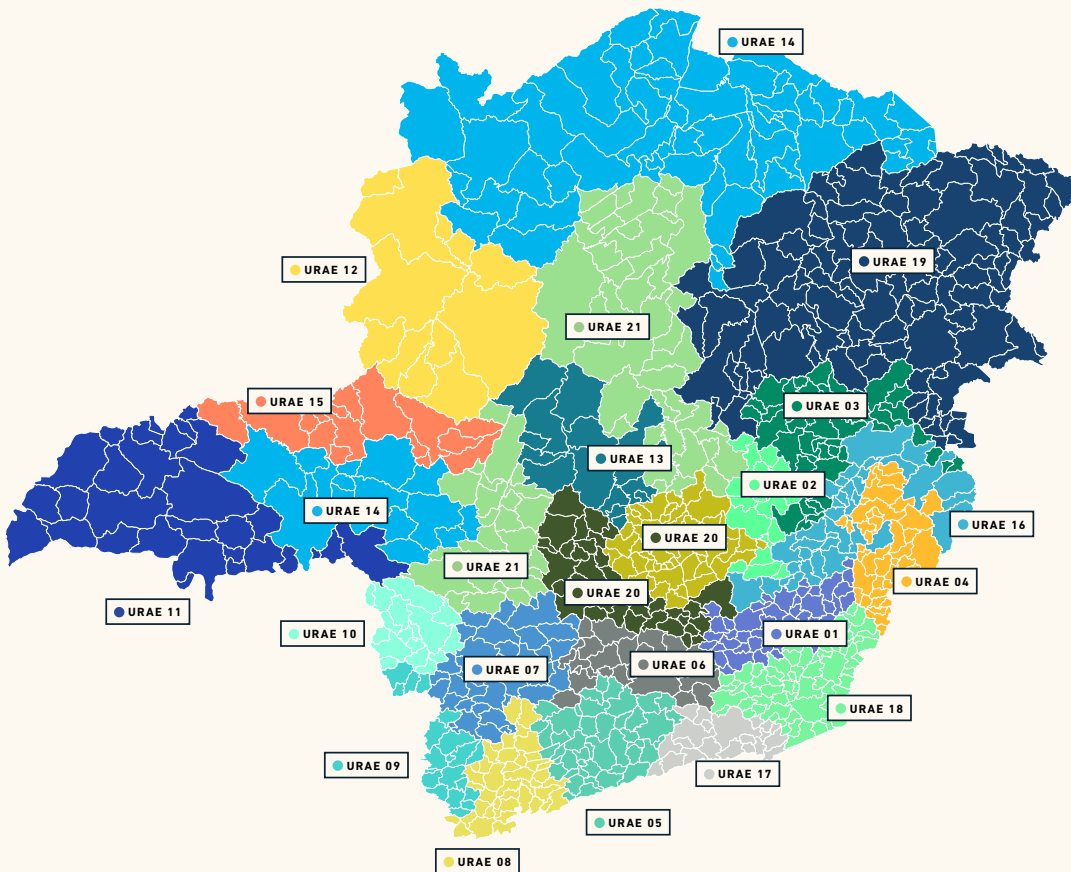 URAE 14
URAE 19
URAE 12
URAE 21
URAE 15
URAE 03
URAE 13
URAE 02
URAE 14
URAE 16
URAE 20
URAE 21
URAE 04
URAE 20
URAE 11
URAE 10
URAE 01
URAE 06
URAE 07
URAE 18
URAE 09
URAE 17
URAE 05
URAE 08